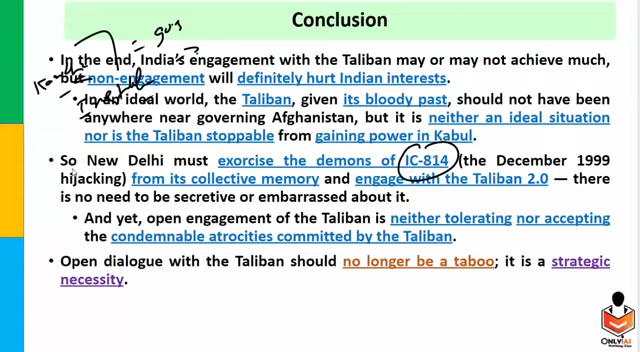 Conclusion
• In the end, India's engagement with the Taliban may or may not achieve much,
but non-engagement will definitely hurt Indian interests.
• In an ideal world, the Taliban, given its bloody past, should not have been
anywhere near governing Afghanistan, but it is neither an ideal situation
nor is the Taliban stoppable from gaining power in Kabul.
• So New Delhi must exorcise the demons of IC-814 (the December 1999
hijacking) from its collective memory and engage with the Taliban 2.0 — there
is no need to be secretive or embarrassed about it.
• And yet, open engagement of the Taliban is neither tolerating nor accepting
the condemnable atrocities committed by the Taliban.
• Open dialogue with the Taliban should no longer be a taboo; it is a strategic
necessity.
ONLYIAS